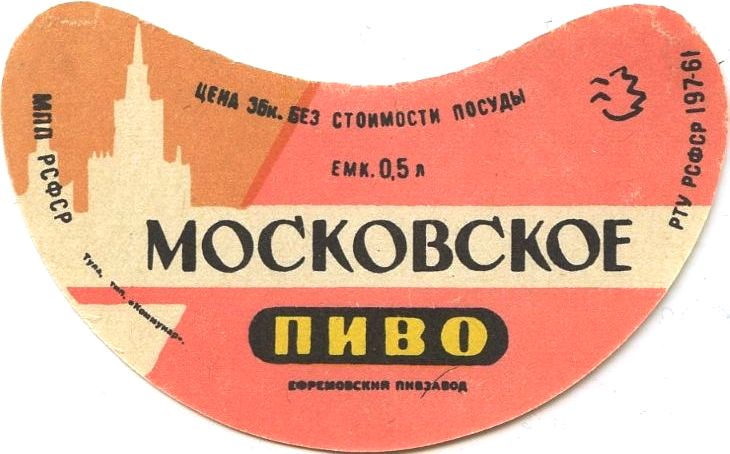 ЦЕНА 36к. БЕЗ СТОИМОСТИ ПОСУДЫ
ЕМК. 0,5 л
МПП РСФСР
РТУ РСФСР 197-61
МОСКОВСКОЕ
Тула, тип. «Коммунар».
ПИВО
ЕФРЕМОВСКИЙ ПИВЗАВОД